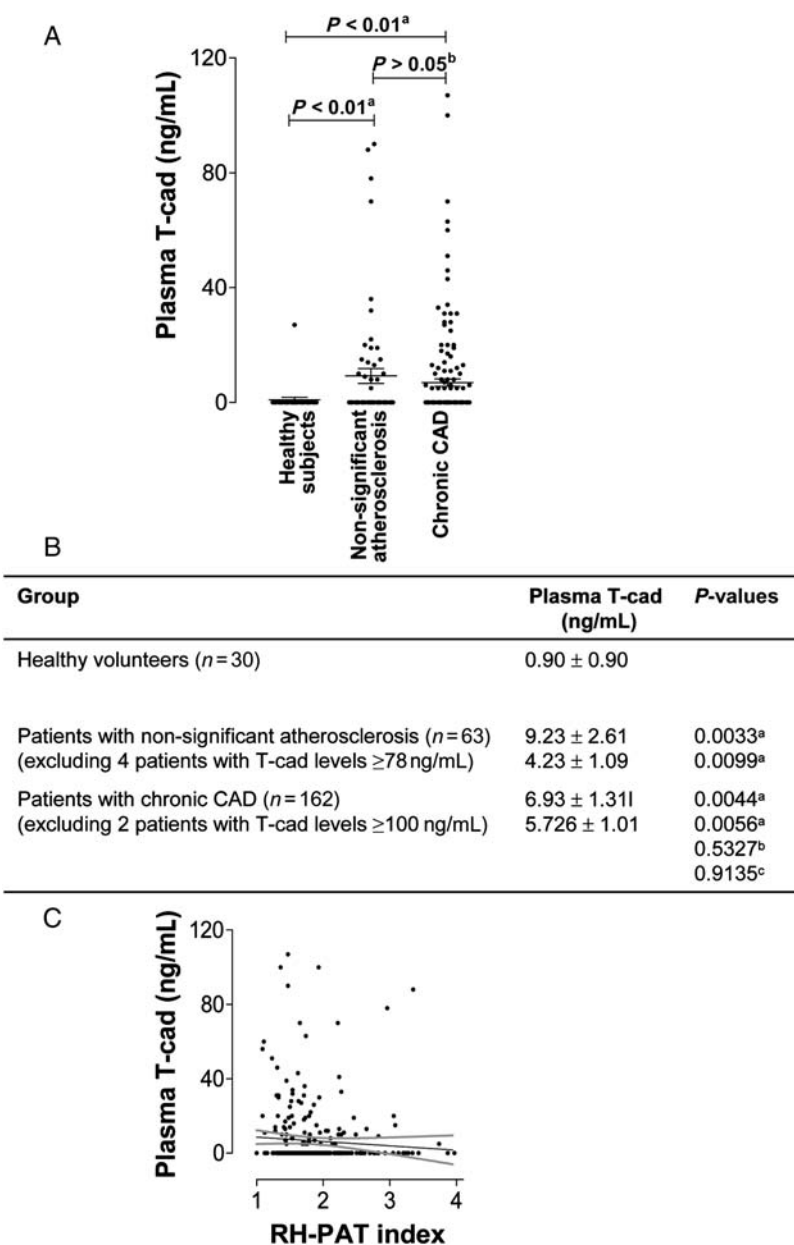 A
P < 0.01ᵃ
P > 0.05ᵇ
P < 0.01ᵃ
Plasma T-cad (ng/mL)
120
80
40
0
Healthy
subjects
Non-significant
atherosclerosis
Chronic CAD
B
Group Plasma T-cad P-values
(ng/mL)
Healthy volunteers (n = 30) 0.90 ± 0.90
Patients with non-significant atherosclerosis (n = 63) 9.23 ± 2.61 0.0033ᵃ
(excluding 4 patients with T-cad levels ≥78 ng/mL) 4.23 ± 1.09 0.0099ᵃ
Patients with chronic CAD (n = 162) 6.93 ± 1.31l 0.0044ᵃ
(excluding 2 patients with T-cad levels ≥100 ng/mL) 5.726 ± 1.01 0.0056ᵃ
0.5327ᵇ
0.9135ᶜ
C
Plasma T-cad (ng/mL)
120
80
40
0
1 2 3 4
RH-PAT index